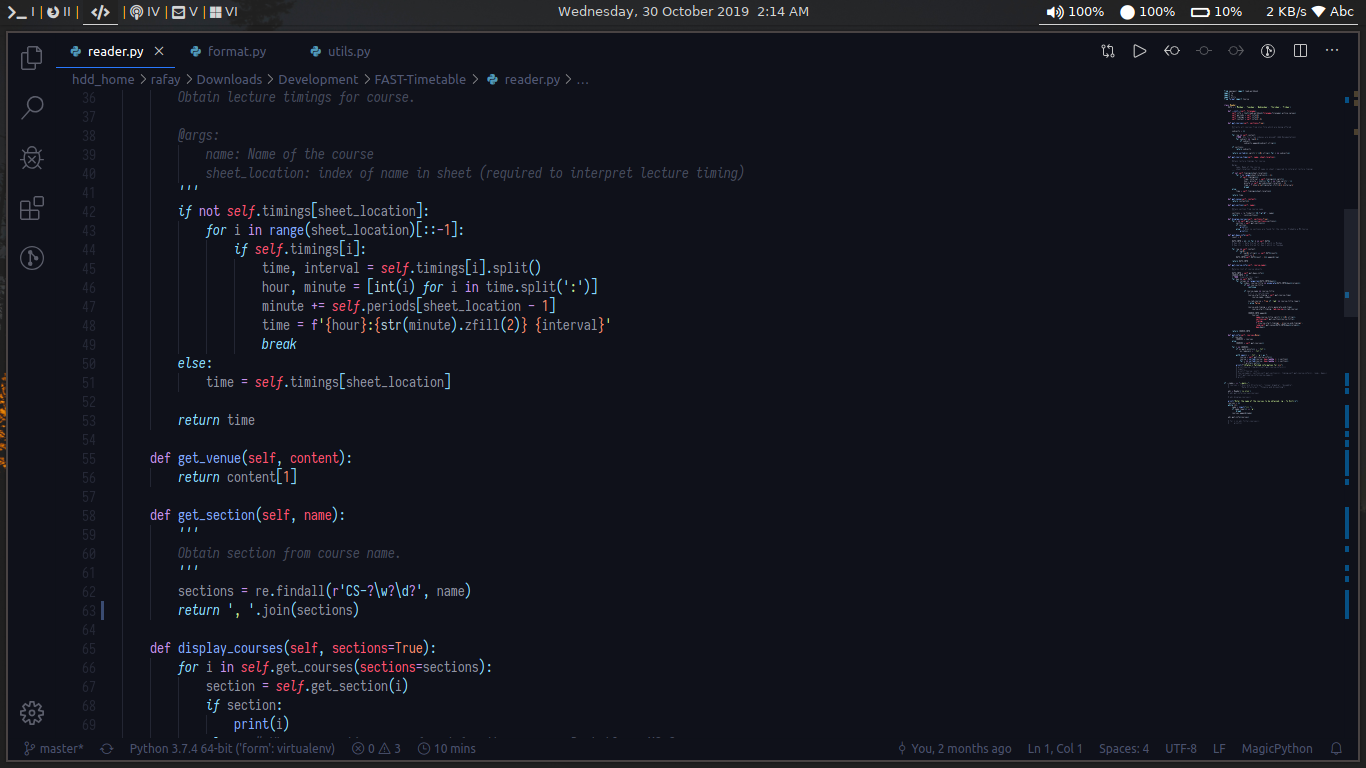 I | II | </> | IV | V | VI
Wednesday, 30 October 2019 2:14 AM
100% 100% 10% 2 KB/s Abc
reader.py × format.py utils.py
hdd_home > rafay > Downloads > Development > FAST-Timetable > reader.py > ...
36 Obtain lecture timings for course.
37
38 @args:
39 name: Name of the course
40 sheet_location: index of name in sheet (required to interpret lecture timing)
41 '''
42 if not self.timings[sheet_location]:
43 for i in range(sheet_location)[::-1]:
44 if self.timings[i]:
45 time, interval = self.timings[i].split()
46 hour, minute = [int(i) for i in time.split(':')]
47 minute += self.periods[sheet_location - 1]
48 time = f'{hour}:{str(minute).zfill(2)} {interval}'
49 break
50 else:
51 time = self.timings[sheet_location]
52
53 return time
54
55 def get_venue(self, content):
56 return content[1]
57
58 def get_section(self, name):
59 '''
60 Obtain section from course name.
61 '''
62 sections = re.findall(r'CS-?\w?\d?', name)
63 return ', '.join(sections)
64
65 def display_courses(self, sections=True):
66 for i in self.get_courses(sections=sections):
67 section = self.get_section(i)
68 if section:
69 print(i)
master* Python 3.7.4 64-bit ('form': virtualenv) 0 3 10 mins You, 2 months ago Ln 1, Col 1 Spaces: 4 UTF-8 LF MagicPython